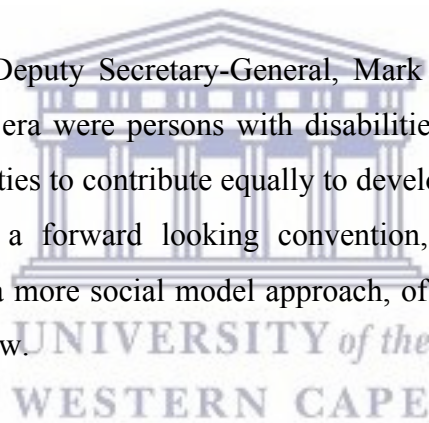 Deputy Secretary-General, Mark
era were persons with disabilitie
ties to contribute equally to develo
a forward looking convention,
a more social model approach, of
w.
UNIVERSITY of the
WESTERN CAPE